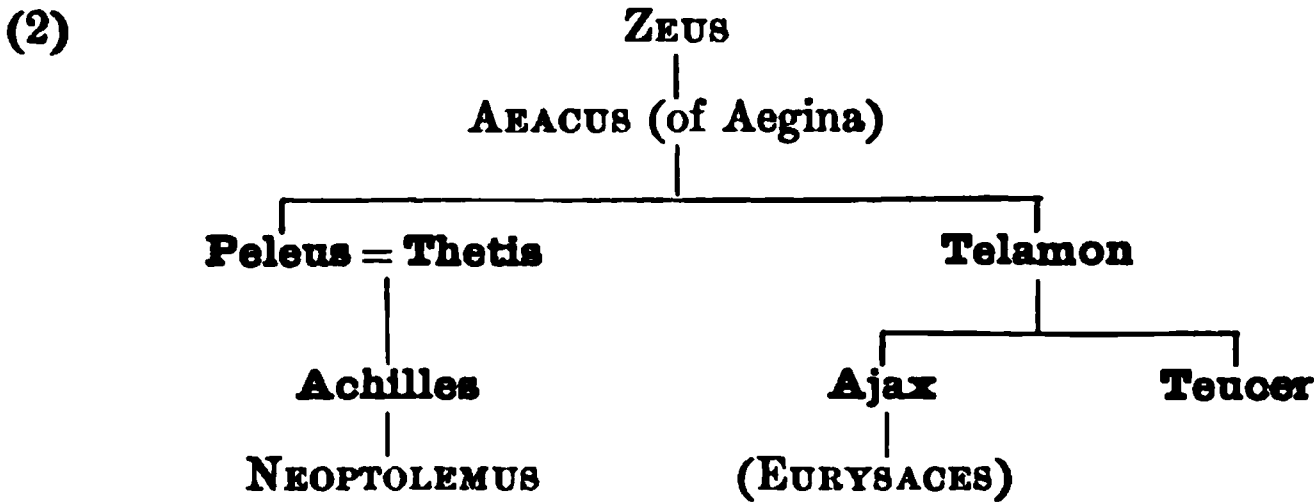 (2) ZEUS
AEACUS (of Aegina)
Peleus = Thetis Telamon
Achilles Ajax Teucer
NEOPTOLEMUS (EURYSACES)